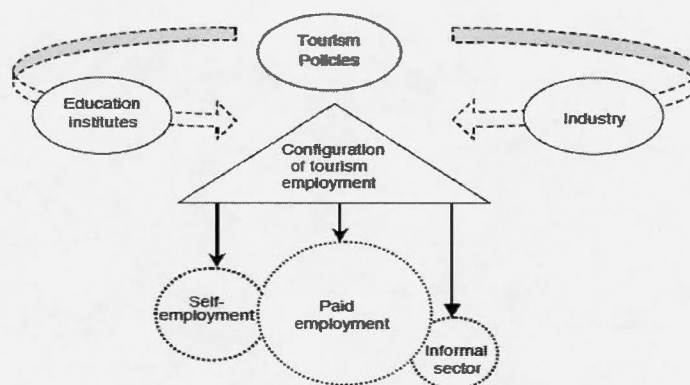 Tourism
Policies
Education
institutes
Industry
Configuration
of tourism
employment
Self-
employment
Paid
employment
Informal
sector